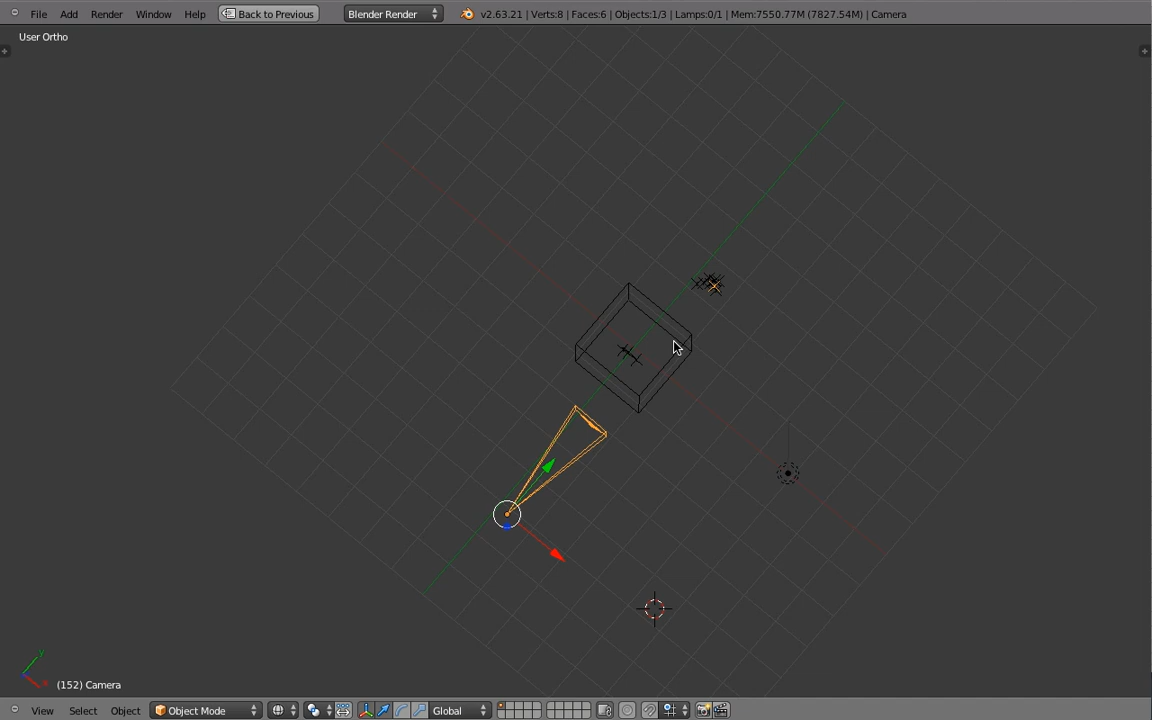 File Add Render Window Help Back to Previous Blender Render v2.63.21 | Verts:8 | Faces:6 | Objects:1/3 | Lamps:0/1 | Mem:7550.77M (7827.54M) | Camera
User Ortho
y
(152) Camera
View Select Object Object Mode Global